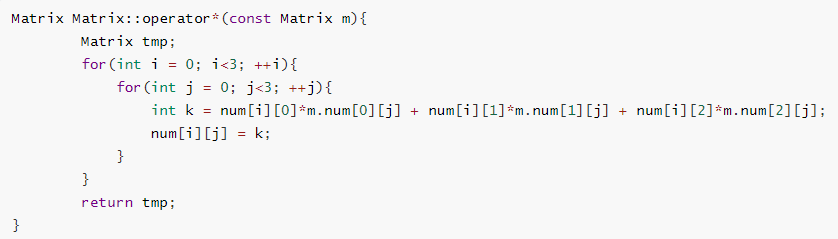 Matrix Matrix::operator*(const Matrix m){
        Matrix tmp;
        for(int i = 0; i<3; ++i){
            for(int j = 0; j<3; ++j){
                int k = num[i][0]*m.num[0][j] + num[i][1]*m.num[1][j] + num[i][2]*m.num[2][j];
                num[i][j] = k;
            }
        }
        return tmp;
}